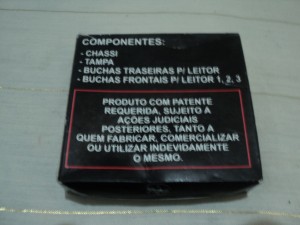 COMPONENTES:
- CHASSI
- TAMPA
- BUCHAS TRASEIRAS P/ LEITOR
- BUCHAS FRONTAIS P/ LEITOR 1, 2, 3
PRODUTO COM PATENTE
REQUERIDA, SUJEITO A
AÇÕES JUDICIAIS
POSTERIORES, TANTO A
QUEM FABRICAR, COMERCIALIZAR
OU UTILIZAR INDEVIDAMENTE
O MESMO.